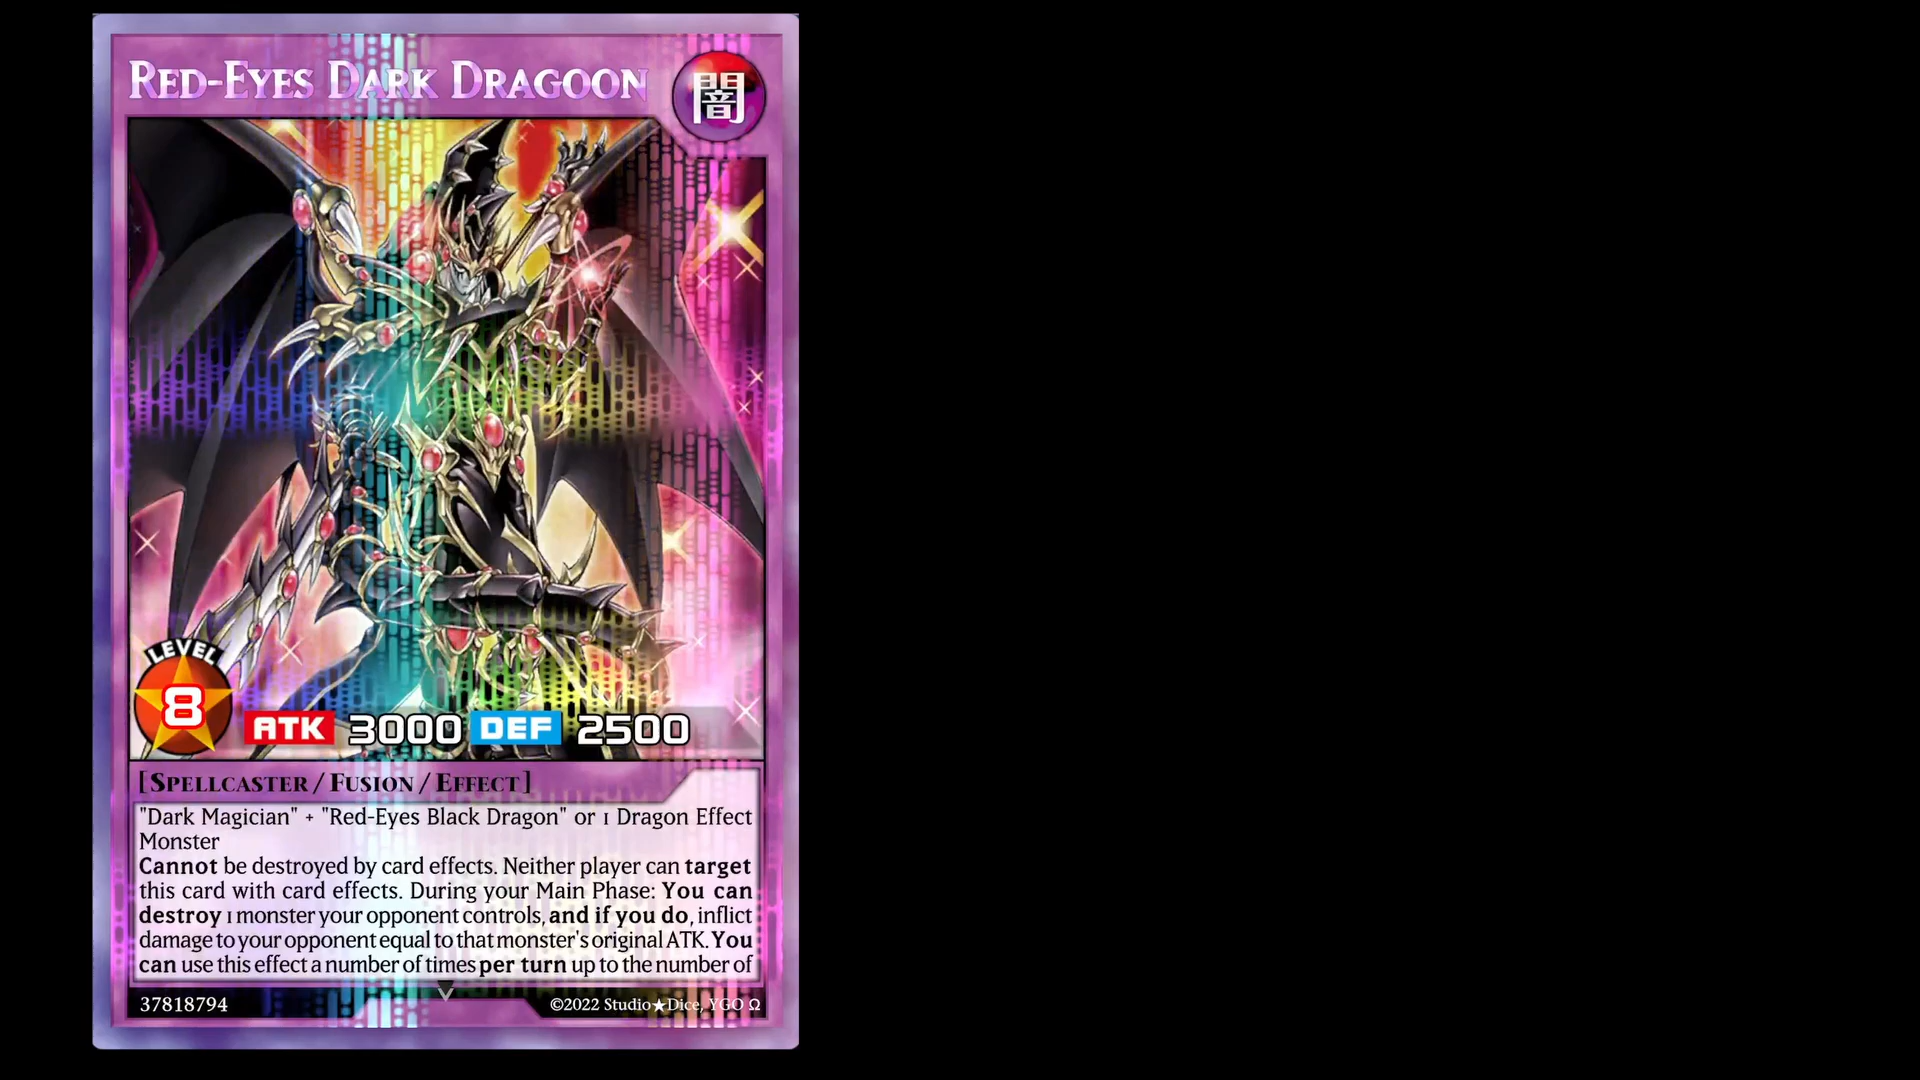 RED-EYES DARK DRAGOON
闇
LEVEL
8
ATK 3000 DEF 2500
[SPELLCASTER / FUSION / EFFECT]
"Dark Magician" + "Red-Eyes Black Dragon" or 1 Dragon Effect
Monster
Cannot be destroyed by card effects. Neither player can target
this card with card effects. During your Main Phase: You can
destroy 1 monster your opponent controls, and if you do, inflict
damage to your opponent equal to that monster's original ATK. You
can use this effect a number of times per turn up to the number of
37818794
©2022 Studio★Dice, YGO Ω